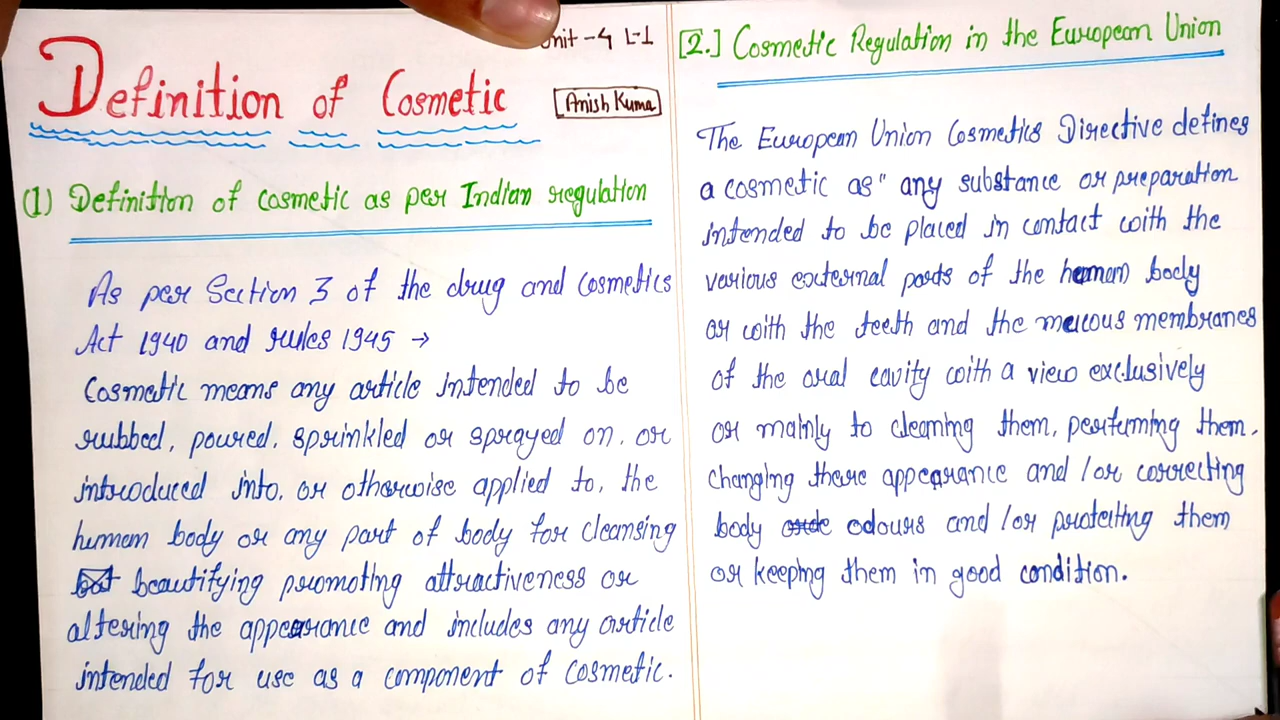 Unit-4 L-1
Definition of Cosmetic
Anish Kuma
(1) Definition of cosmetic as per Indian regulation
As per Section 3 of the drug and cosmetics
Act 1940 and rules 1945 →
Cosmetic means any article intended to be
rubbed, poured, sprinkled or sprayed on, or
introduced into, or otherwise applied to, the
human body or any part of body for cleansing
beautifying promoting attractiveness or
altering the appearance and includes any article
intended for use as a component of cosmetic.
[2.] Cosmetic Regulation in the European Union
The European Union Cosmetics Directive defines
a cosmetic as" any substance or preparation
intended to be placed in contact with the
various external parts of the human body
or with the teeth and the mucous membranes
of the oral cavity with a view exclusively
or mainly to cleaning them, perfuming them,
changing there appearance and /or correcting
body odours and /or protecting them
or keeping them in good condition.